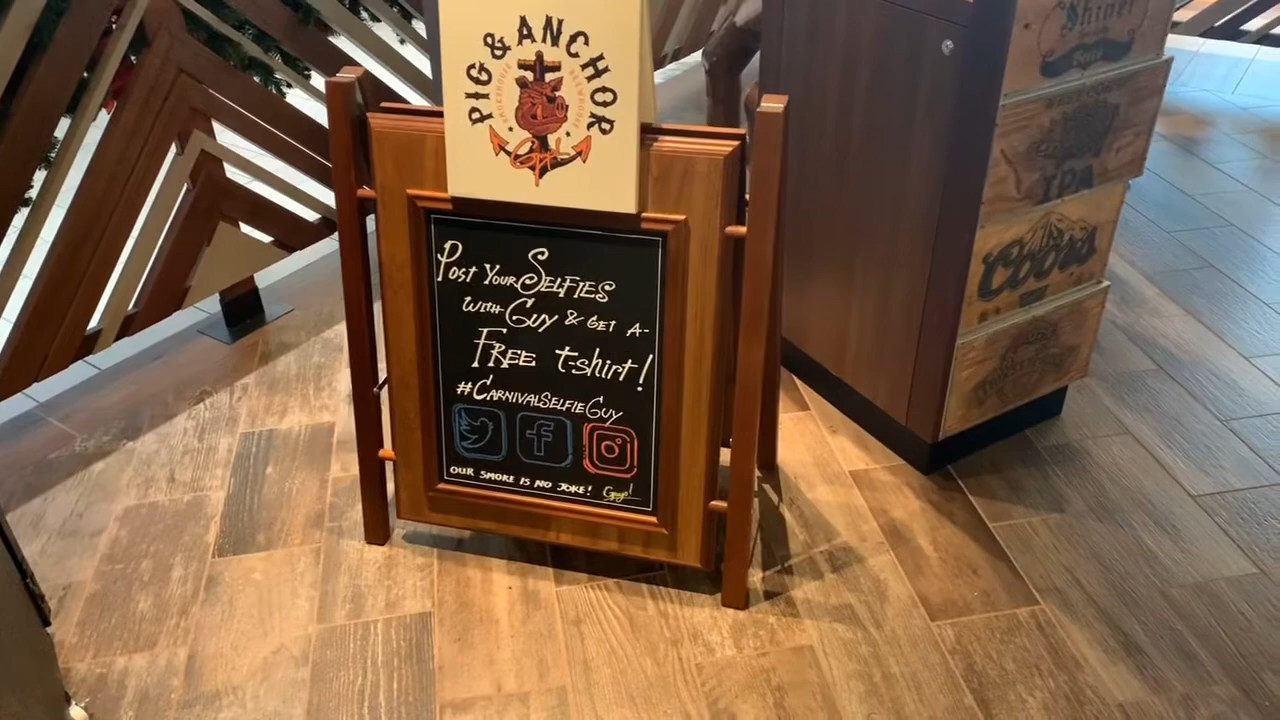 PIG & ANCHOR
SMOKEHOUSE BREWHOUSE
Post Your Selfies
with Guy & get a-
Free t-shirt!
#CarnivalSelfieGuy
f
OUR SMOKE IS NO JOKE! Guy's!
Shiner
IPA
Coors